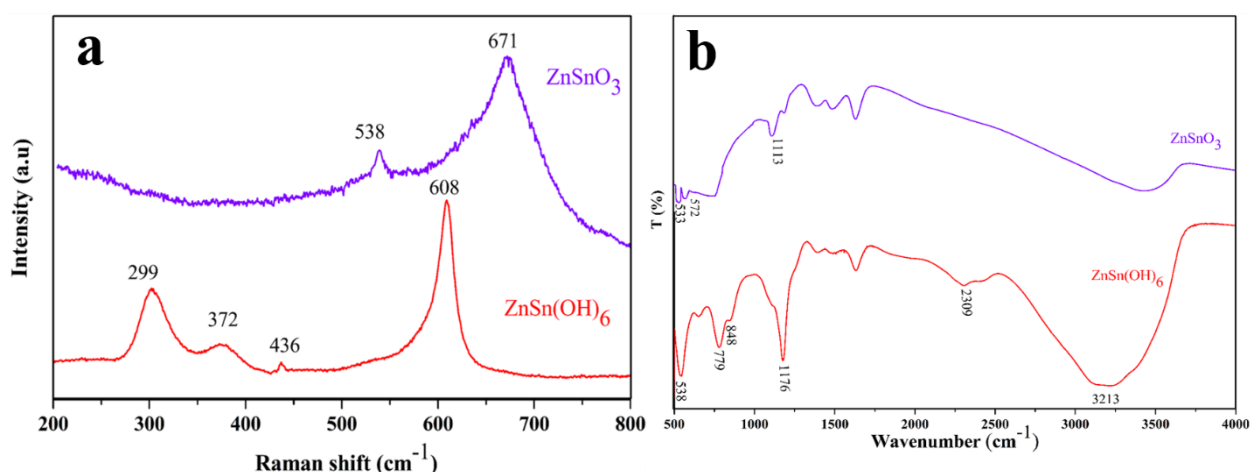 a
671
ZnSnO3
538
608
299
372
436
ZnSn(OH)6
Intensity (a.u)
200 300 400 500 600 700 800
Raman shift (cm-1)
b
ZnSnO3
1113
533
572
T (%)
ZnSn(OH)6
2309
848
779
1176
538
3213
500 1000 1500 2000 2500 3000 3500 4000
Wavenumber (cm-1)